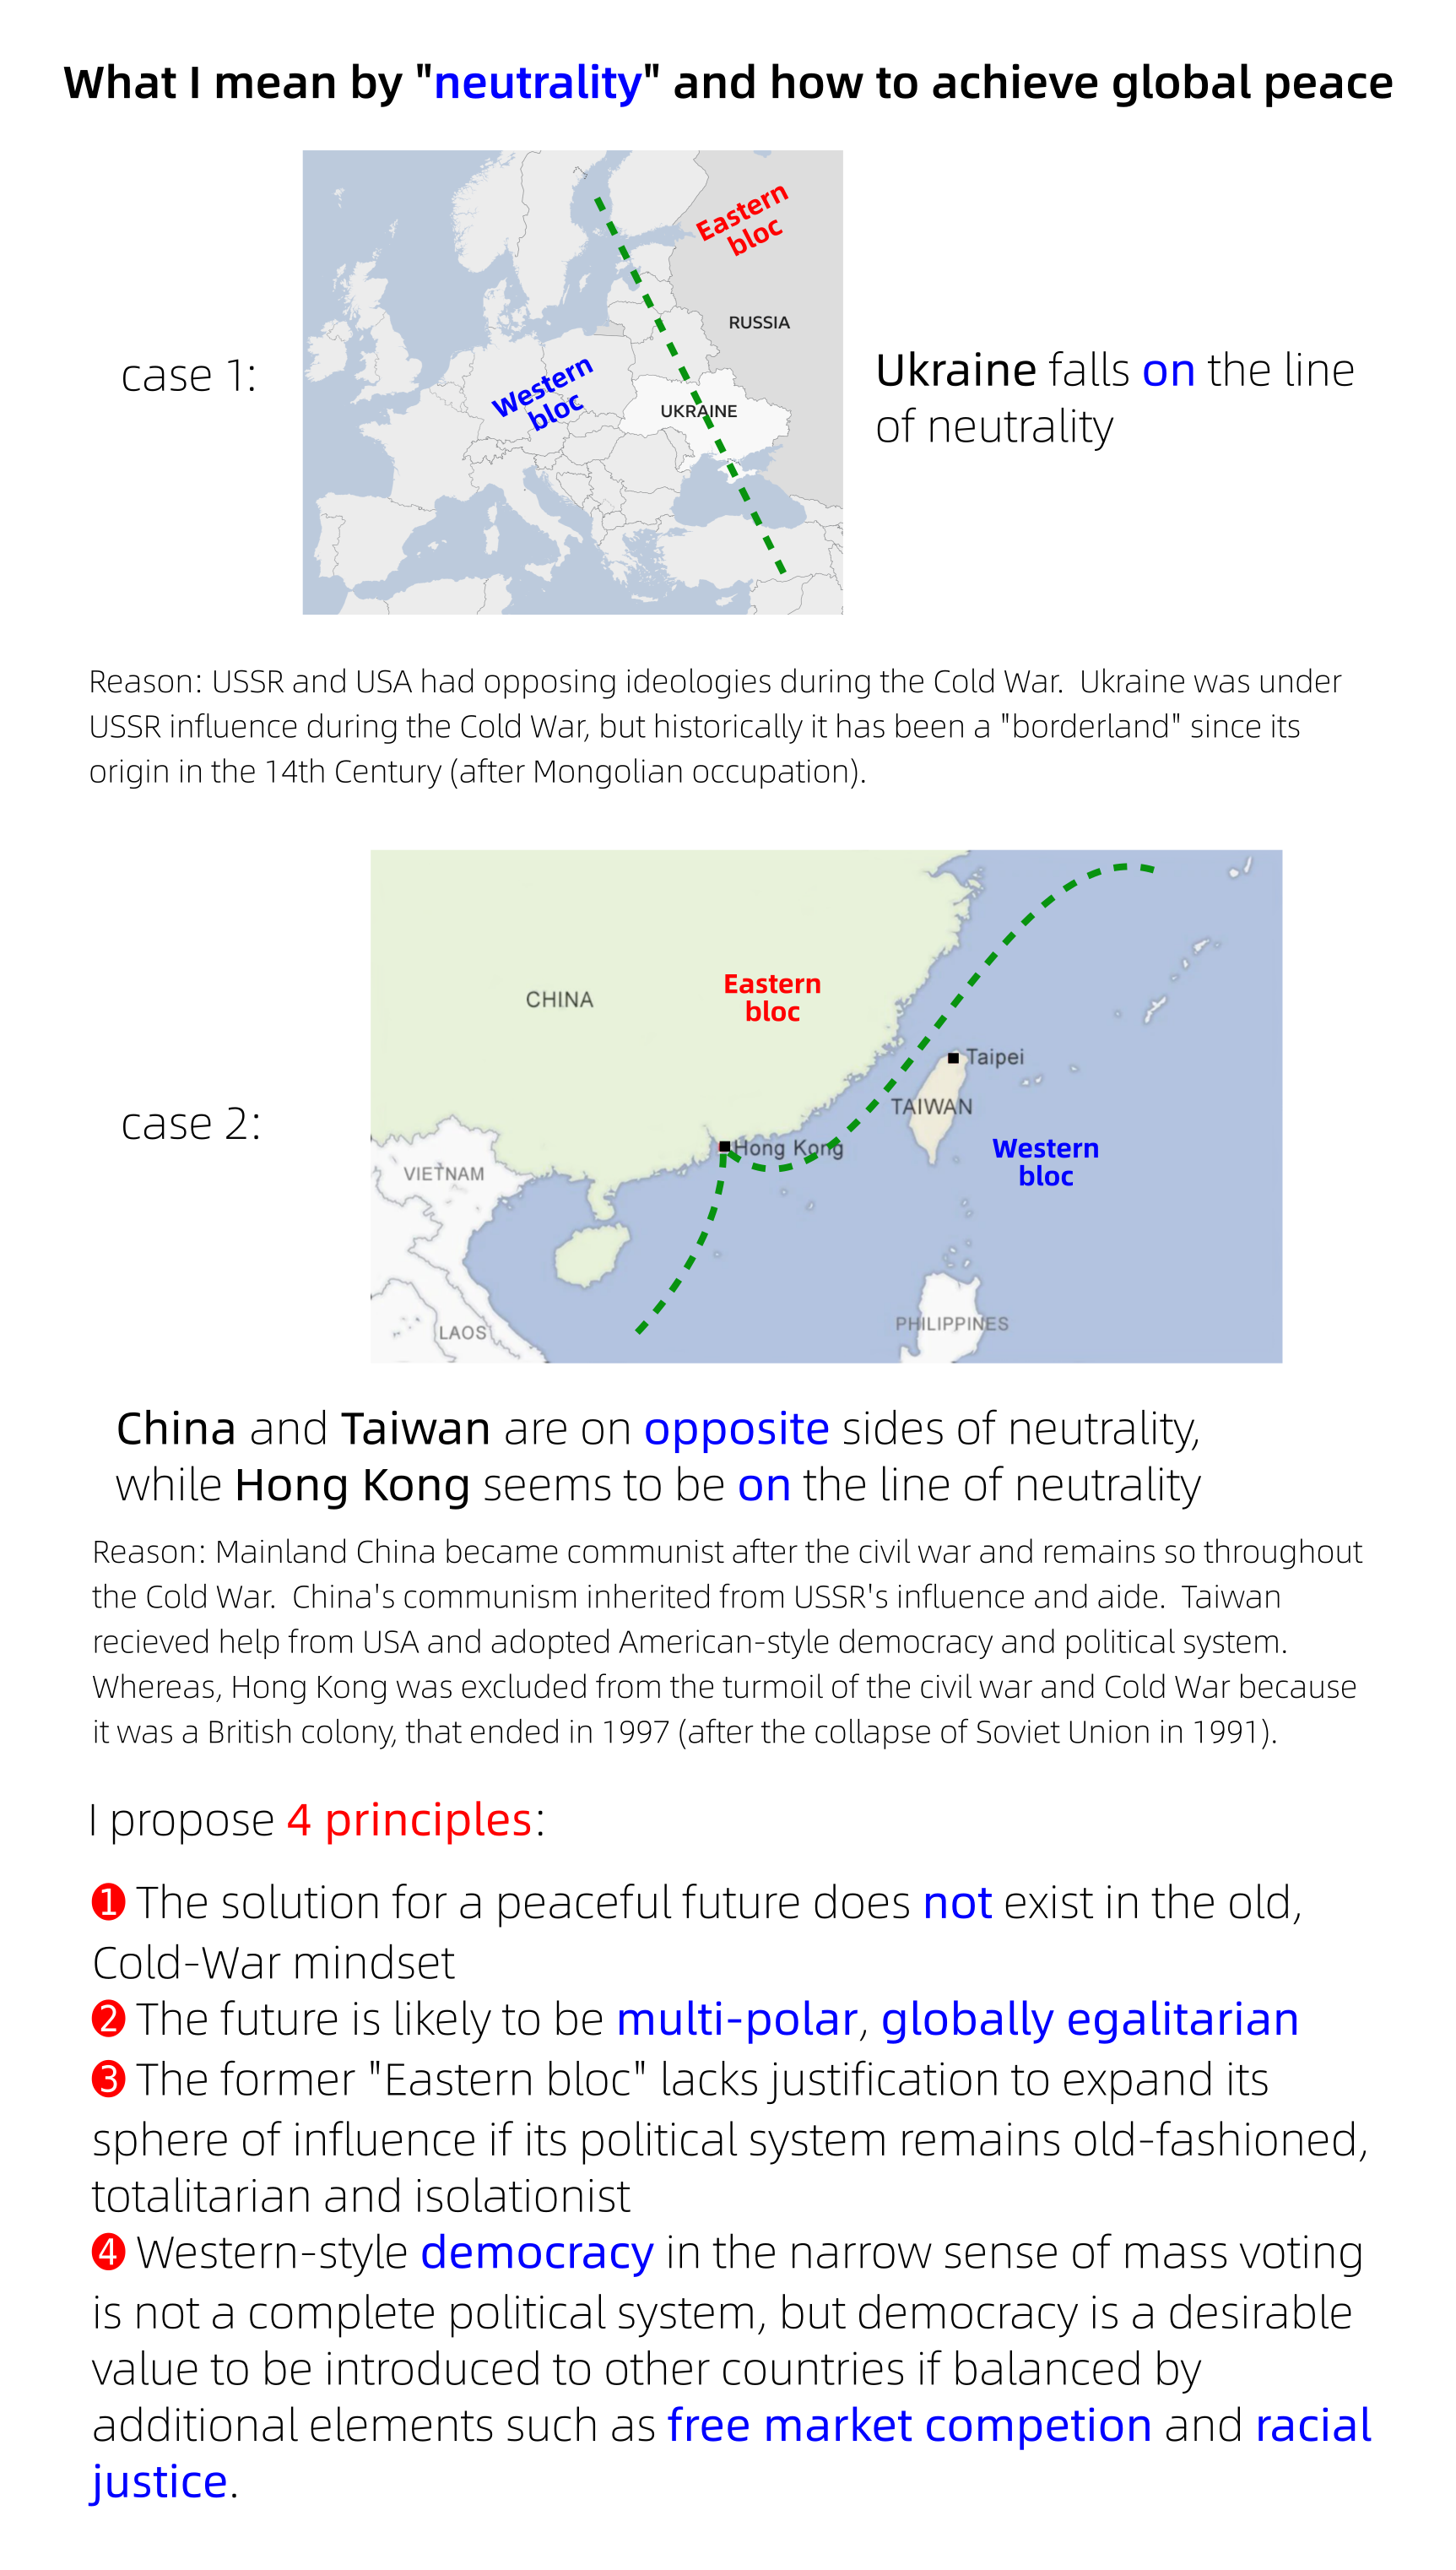 What I mean by "neutrality" and how to achieve global peace
Eastern
bloc
RUSSIA
Western
bloc
UKRAINE
case 1:
Ukraine falls on the line
of neutrality
Reason: USSR and USA had opposing ideologies during the Cold War.  Ukraine was under
USSR influence during the Cold War, but historically it has been a "borderland" since its
origin in the 14th Century (after Mongolian occupation).
CHINA
Eastern
bloc
Taipei
TAIWAN
case 2:
Hong Kong
Western
bloc
VIETNAM
PHILIPPINES
LAOS
China and Taiwan are on opposite sides of neutrality,
while Hong Kong seems to be on the line of neutrality
Reason: Mainland China became communist after the civil war and remains so throughout
the Cold War.  China's communism inherited from USSR's influence and aide.  Taiwan
recieved help from USA and adopted American-style democracy and political system.
Whereas, Hong Kong was excluded from the turmoil of the civil war and Cold War because
it was a British colony, that ended in 1997 (after the collapse of Soviet Union in 1991).
I propose 4 principles:
❶ The solution for a peaceful future does not exist in the old,
Cold-War mindset
❷ The future is likely to be multi-polar, globally egalitarian
❸ The former "Eastern bloc" lacks justification to expand its
sphere of influence if its political system remains old-fashioned,
totalitarian and isolationist
❹ Western-style democracy in the narrow sense of mass voting
is not a complete political system, but democracy is a desirable
value to be introduced to other countries if balanced by
additional elements such as free market competion and racial
justice.